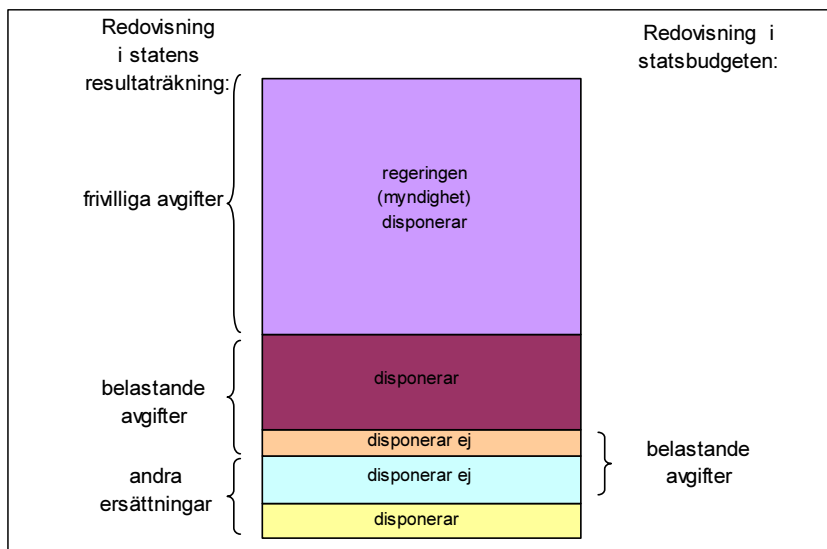 Redovisning
i statens
resultaträkning:
Redovisning i
statsbudgeten:
frivilliga avgifter
regeringen
(myndighet)
disponerar
belastande
avgifter
disponerar
disponerar ej
andra
ersättningar
disponerar ej
disponerar
belastande
avgifter